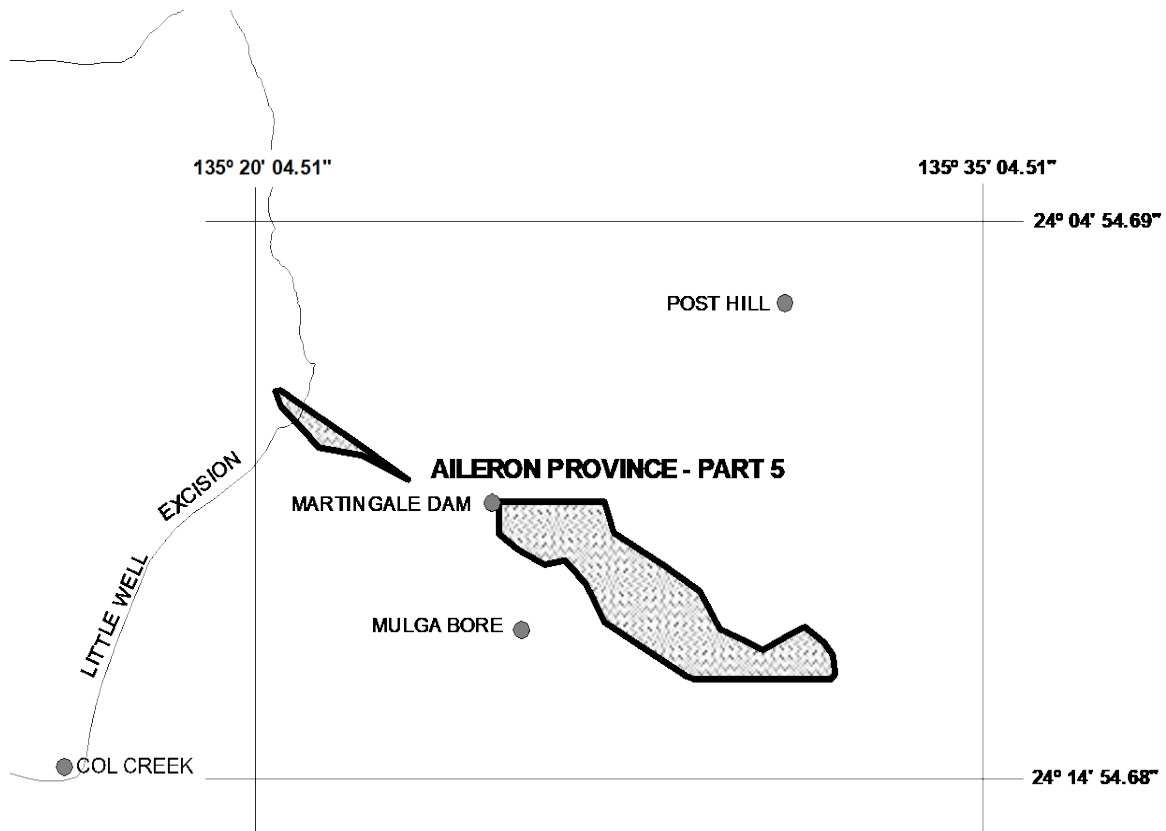 135º 20' 04.51"
135º 35' 04.51"
24º 04' 54.69"
POST HILL
AILERON PROVINCE - PART 5
EXCISION
MARTINGALE DAM
LITTLE WELL
MULGA BORE
COL CREEK
24º 14' 54.68"